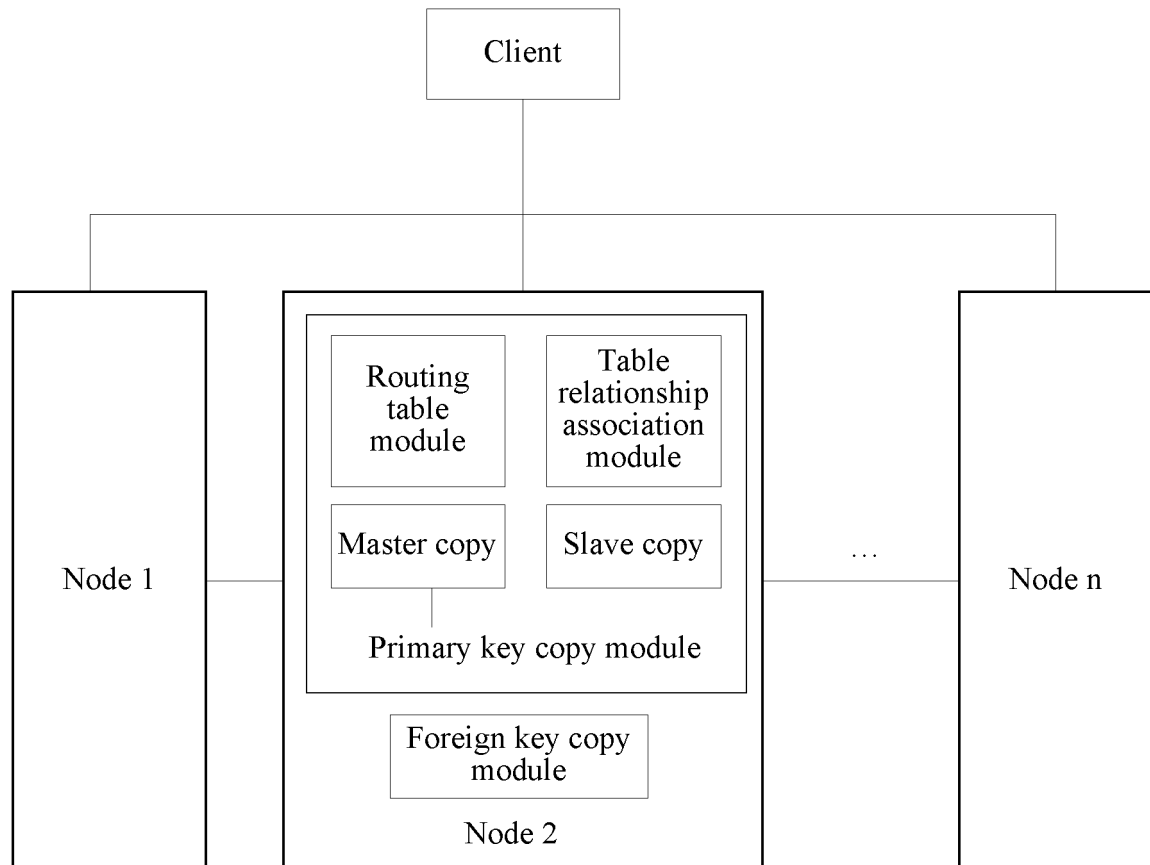 Client
Routing
table
module
Table
relationship
association
module
Master copy
Slave copy
Primary key copy module
Foreign key copy
module
Node 1
Node 2
...
Node n